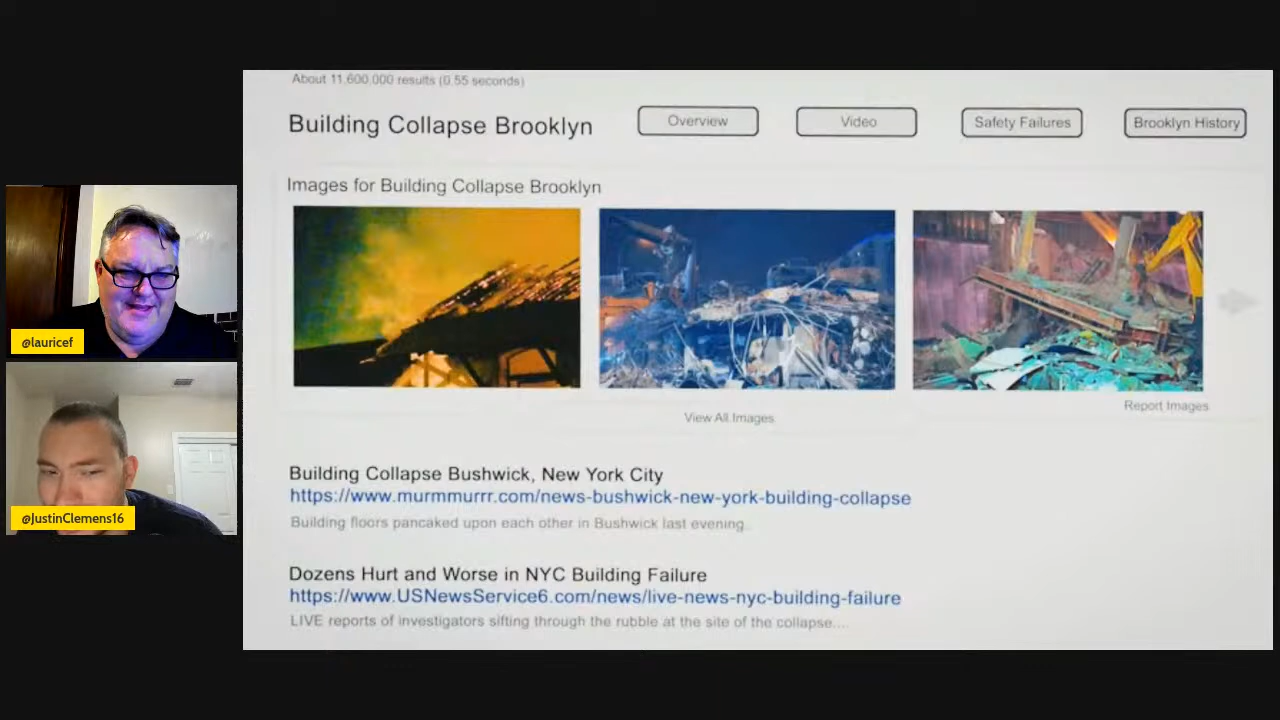 About 11,600,000 results (0.55 seconds)
Building Collapse Brooklyn
Overview
Video
Safety Failures
Brooklyn History
Images for Building Collapse Brooklyn
Report Images
View All Images
Building Collapse Bushwick, New York City
https://www.murmmurrr.com/news-bushwick-new-york-building-collapse
Building floors pancaked upon each other in Bushwick last evening.
Dozens Hurt and Worse in NYC Building Failure
https://www.USNewsService6.com/news/live-news-nyc-building-failure
LIVE reports of investigators sifting through the rubble at the site of the collapse....
@lauricef
@JustinClemens16